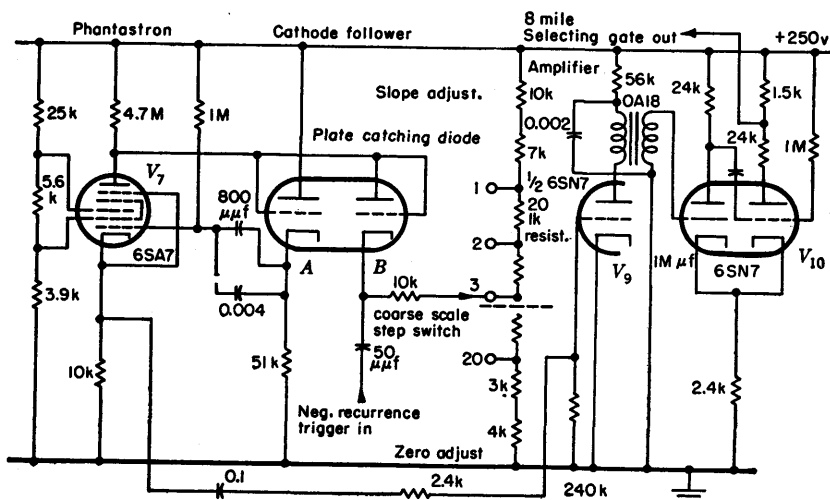 8 mile
Selecting gate out
Phantastron
Cathode follower
+250v
Amplifier
56k
25k
4.7M
1M
Slope adjust.
10k
0A18
24k
1.5k
0.002
Plate catching diode
7k
24k
1M
V7
5.6
k
800
μμf
1
½ 6SN7
20
1k
resist.
2
6SA7
A
B
V9
1M μf
6SN7
V10
3.9k
0.004
10k
3
coarse scale
step switch
10k
51k
50
μμf
20
3k
2.4k
Neg. recurrence
trigger in
4k
Zero adjust
0.1
2.4k
240k